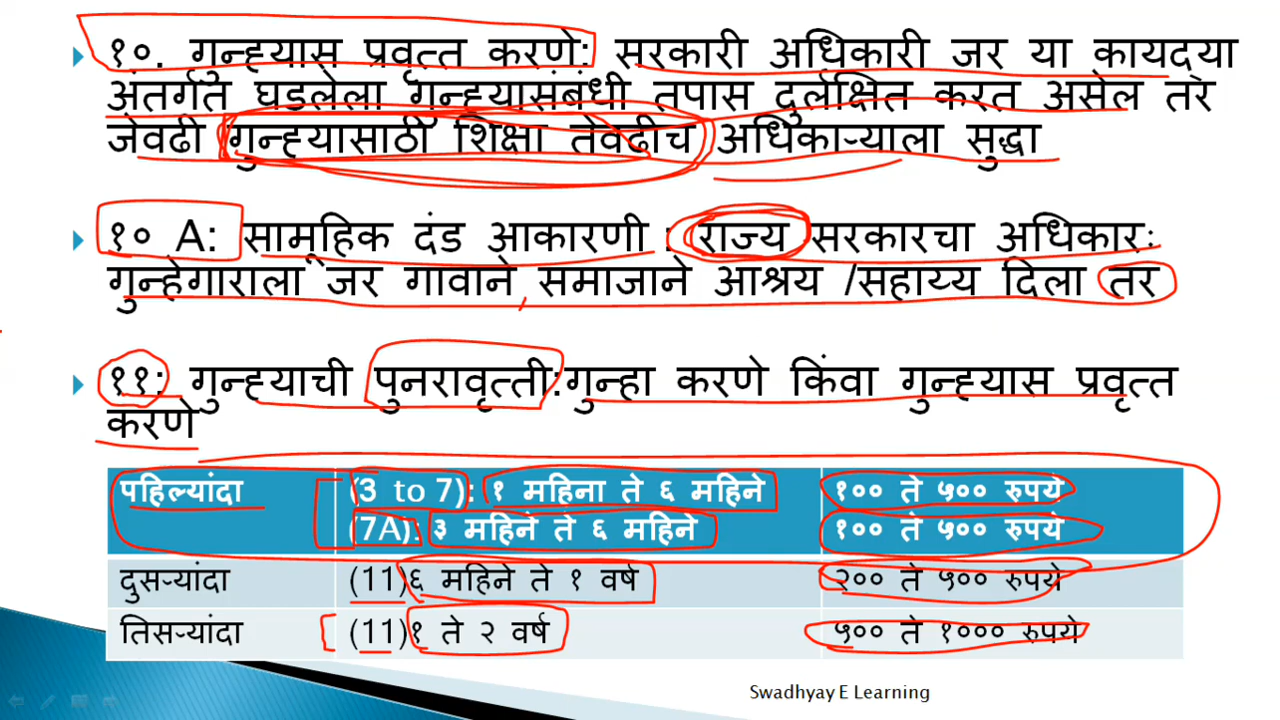 १०. गुन्ह्यास प्रवृत्त करणे: सरकारी अधिकारी जर या कायद्या
अंतर्गत घडलेला गुन्ह्यासंबंधी तपास दुर्लक्षित करत असेल तर
जेवढी गुन्ह्यासाठी शिक्षा तेवढीच अधिकाऱ्याला सुद्धा
१० A: सामूहिक दंड आकारणी : राज्य सरकारचा अधिकारः
गुन्हेगाराला जर गावाने समाजाने आश्रय /सहाय्य दिला तर
११: गुन्ह्याची पुनरावृत्ती:गुन्हा करणे किंवा गुन्ह्यास प्रवृत्त
करणे
पहिल्यांदा (3 to 7): १ महिना ते ६ महिने १०० ते ५०० रुपये
(7A): ३ महिने ते ६ महिने १०० ते ५०० रुपये
दुसऱ्यांदा (11)६ महिने ते १ वर्ष २०० ते ५०० रुपये
तिसऱ्यांदा (11)१ ते २ वर्ष ५०० ते १००० रुपये
Swadhyay E Learning